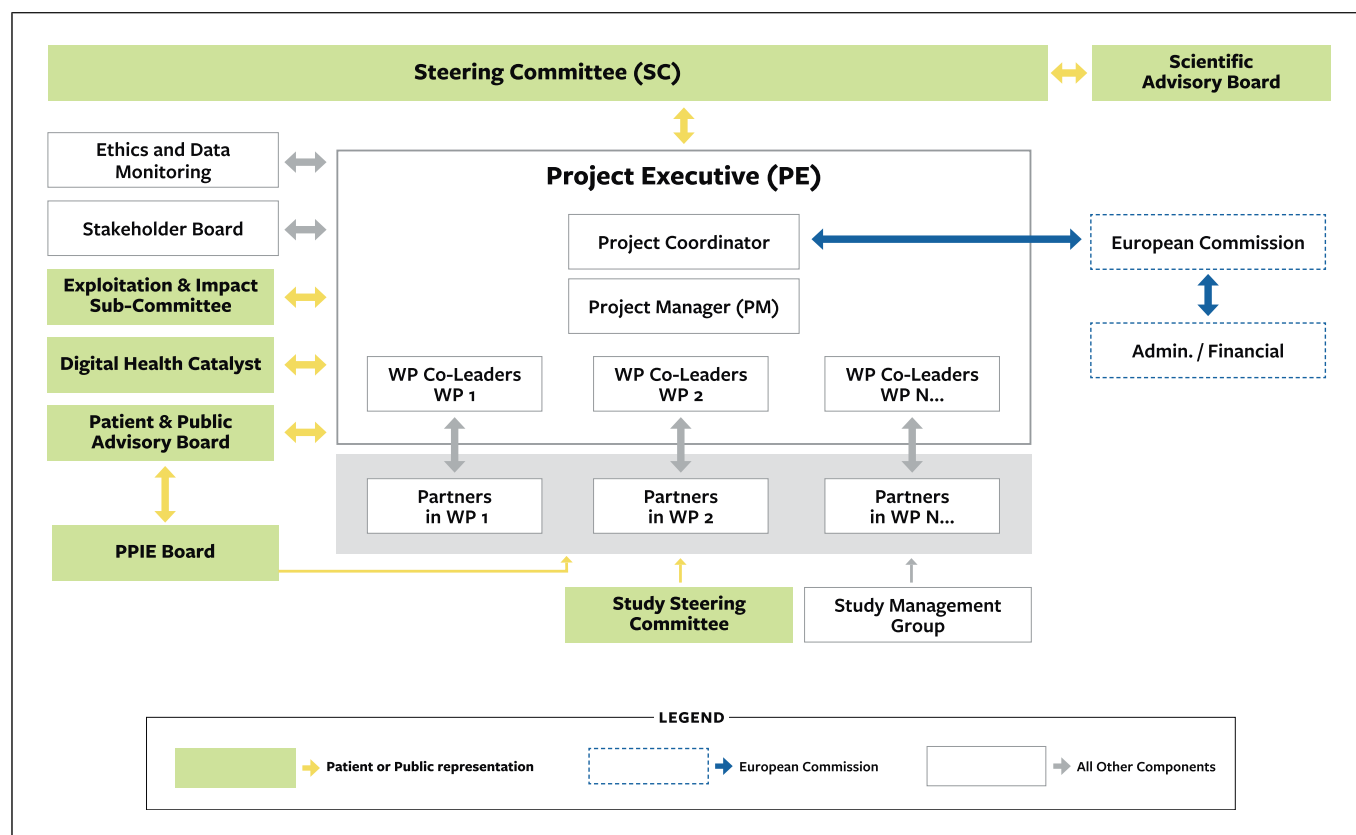 Steering Committee (SC)
Scientific
Advisory Board
Ethics and Data
Monitoring
Stakeholder Board
Exploitation & Impact
Sub-Committee
Digital Health Catalyst
Patient & Public
Advisory Board
PPIE Board
Project Executive (PE)
Project Coordinator
Project Manager (PM)
WP Co-Leaders
WP 1
WP Co-Leaders
WP 2
WP Co-Leaders
WP N...
Partners
in WP 1
Partners
in WP 2
Partners
in WP N...
Study Steering
Committee
Study Management
Group
European Commission
Admin. / Financial
LEGEND
Patient or Public representation
European Commission
All Other Components